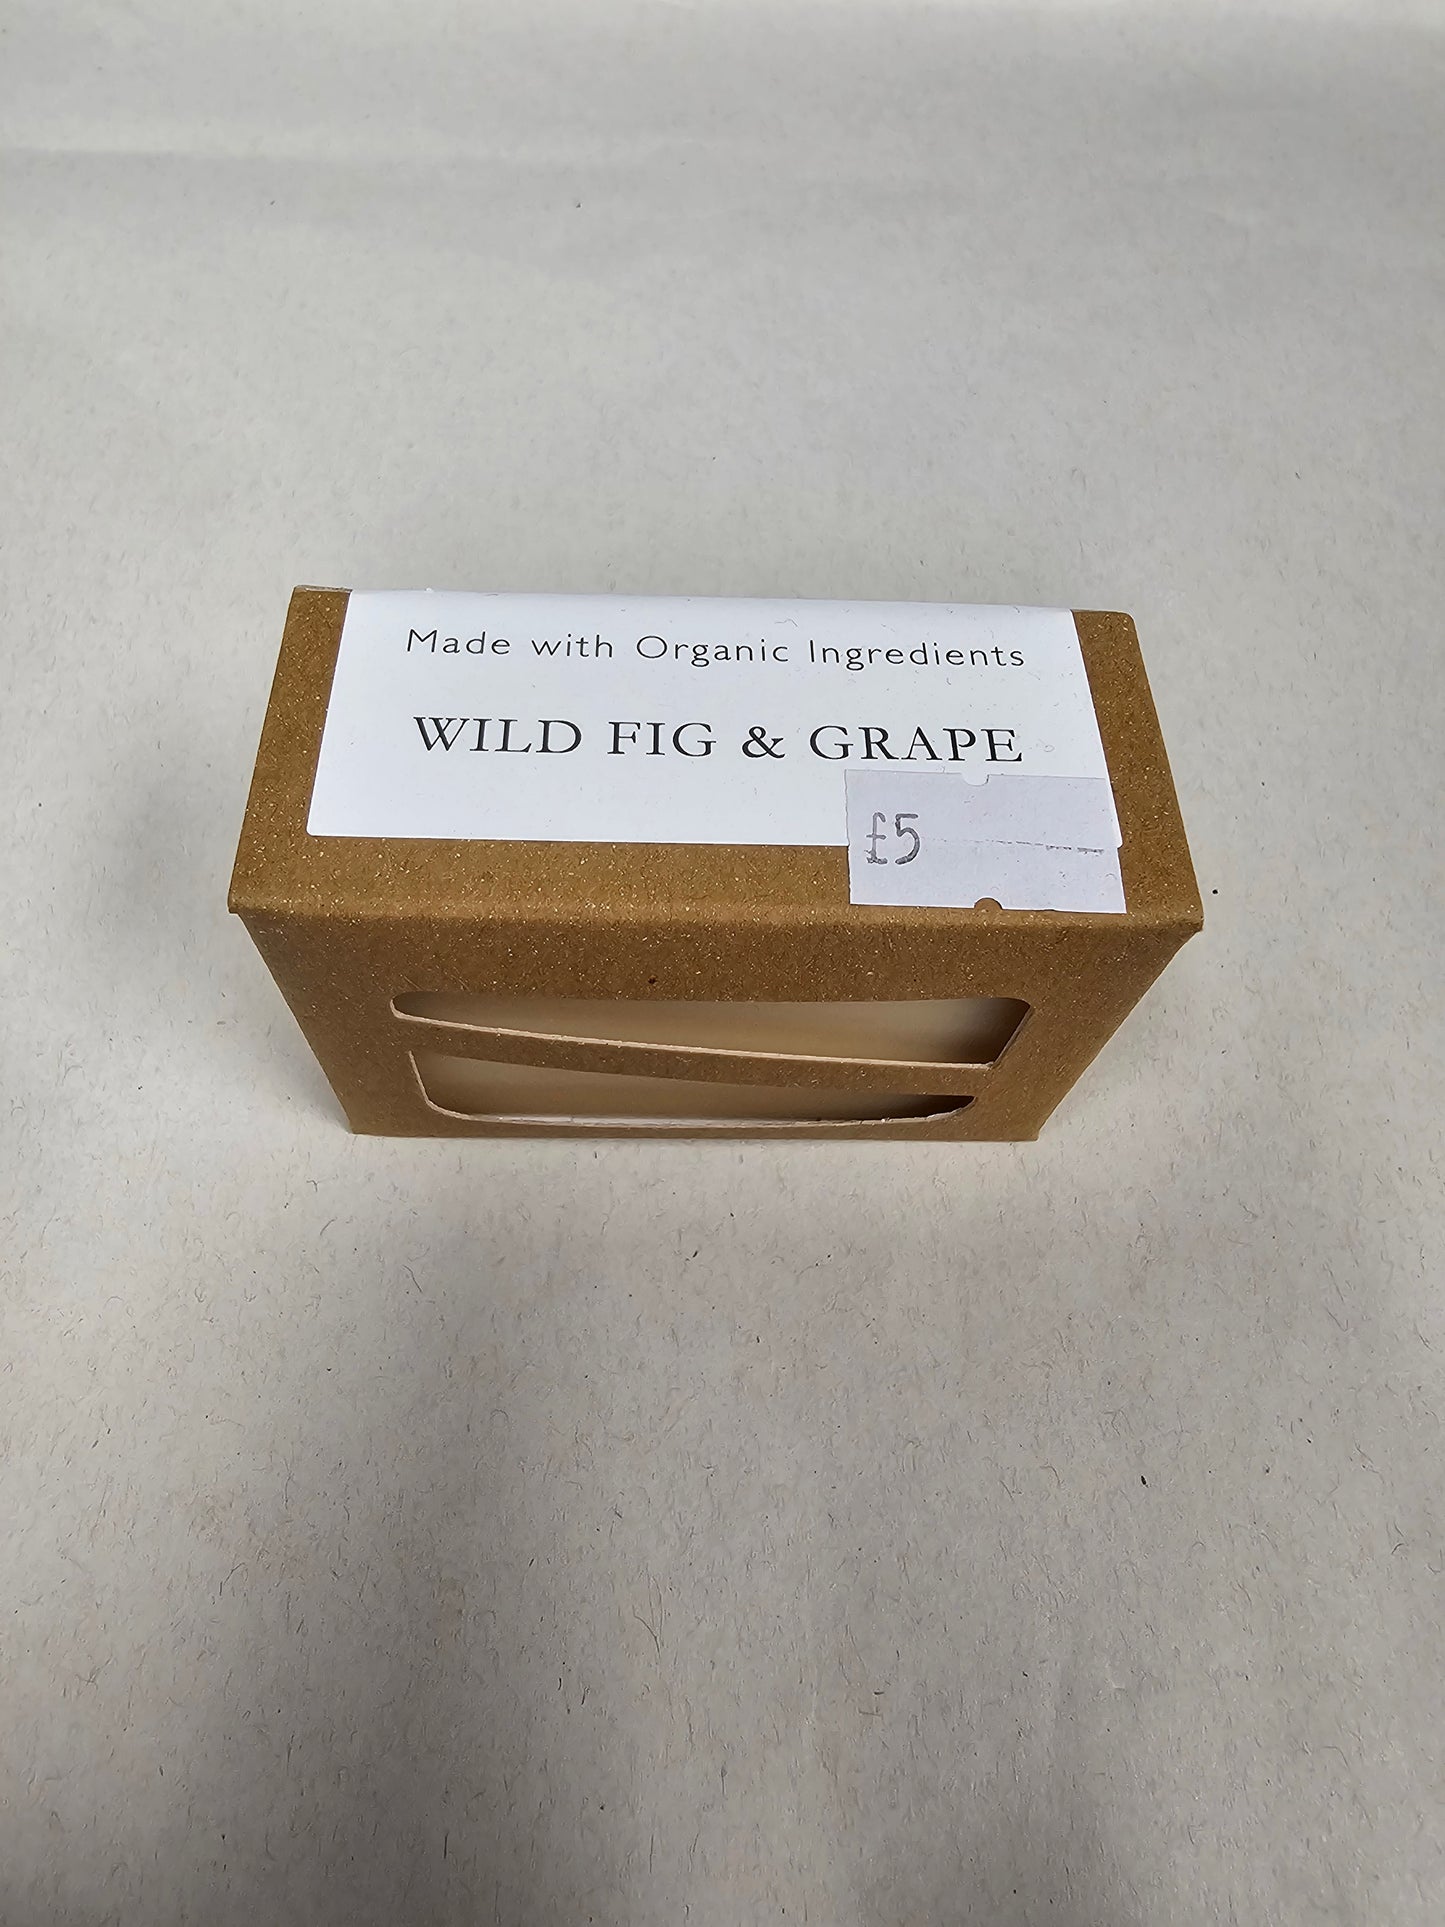 Made with Organic Ingredients
WILD FIG & GRAPE
£5